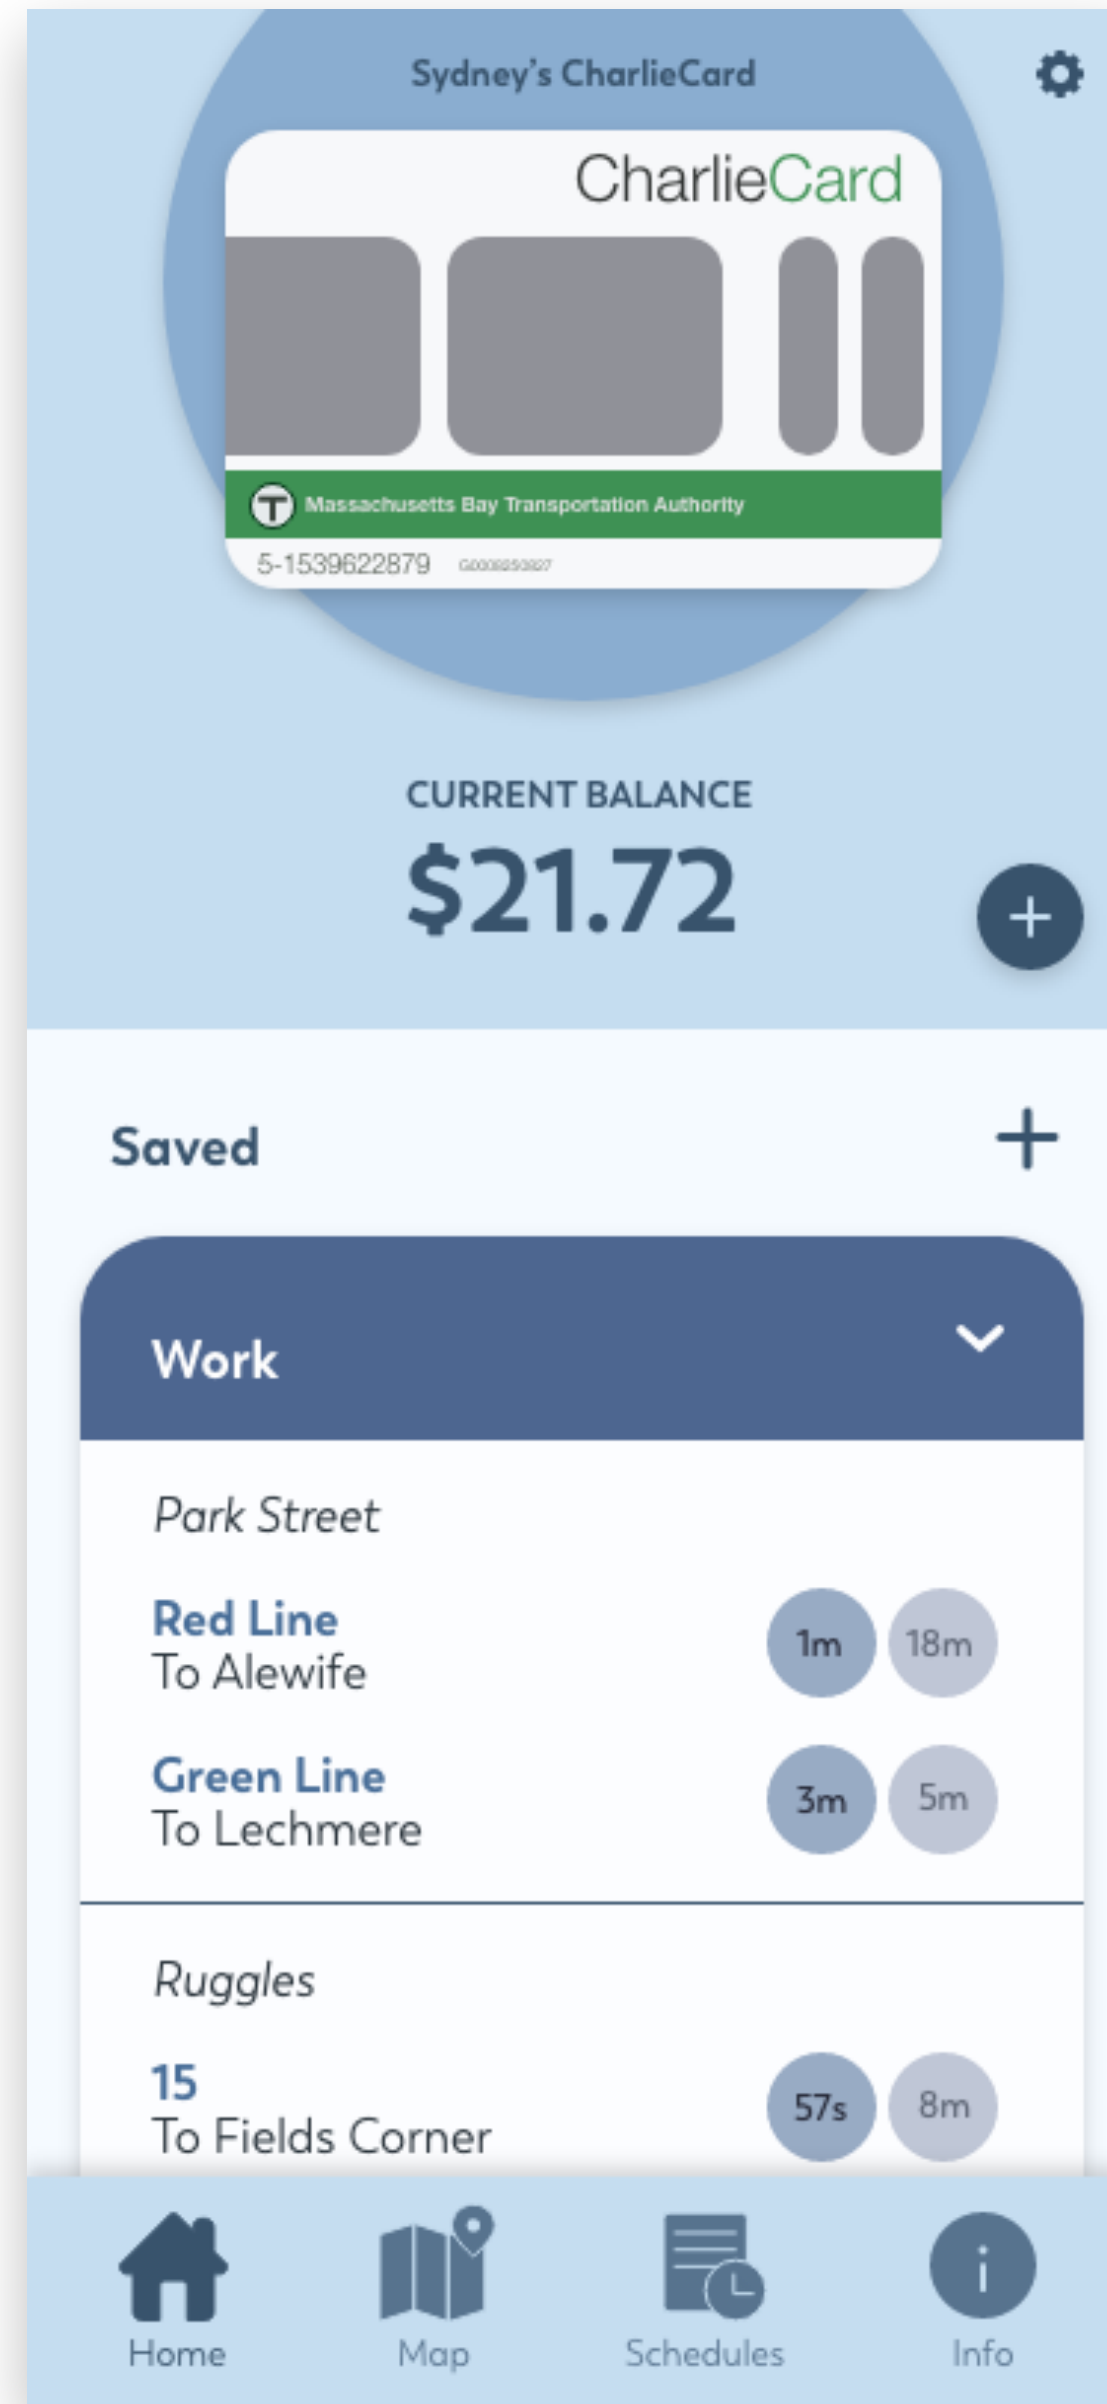 Sydney's CharlieCard
CharlieCard
T Massachusetts Bay Transportation Authority
5-1539622879
CURRENT BALANCE
$21.72
+
Saved
+
Work
Park Street
Red Line
To Alewife
1m 18m
Green Line
To Lechmere
3m 5m
Ruggles
15
To Fields Corner
57s 8m
i
Home Map Schedules Info